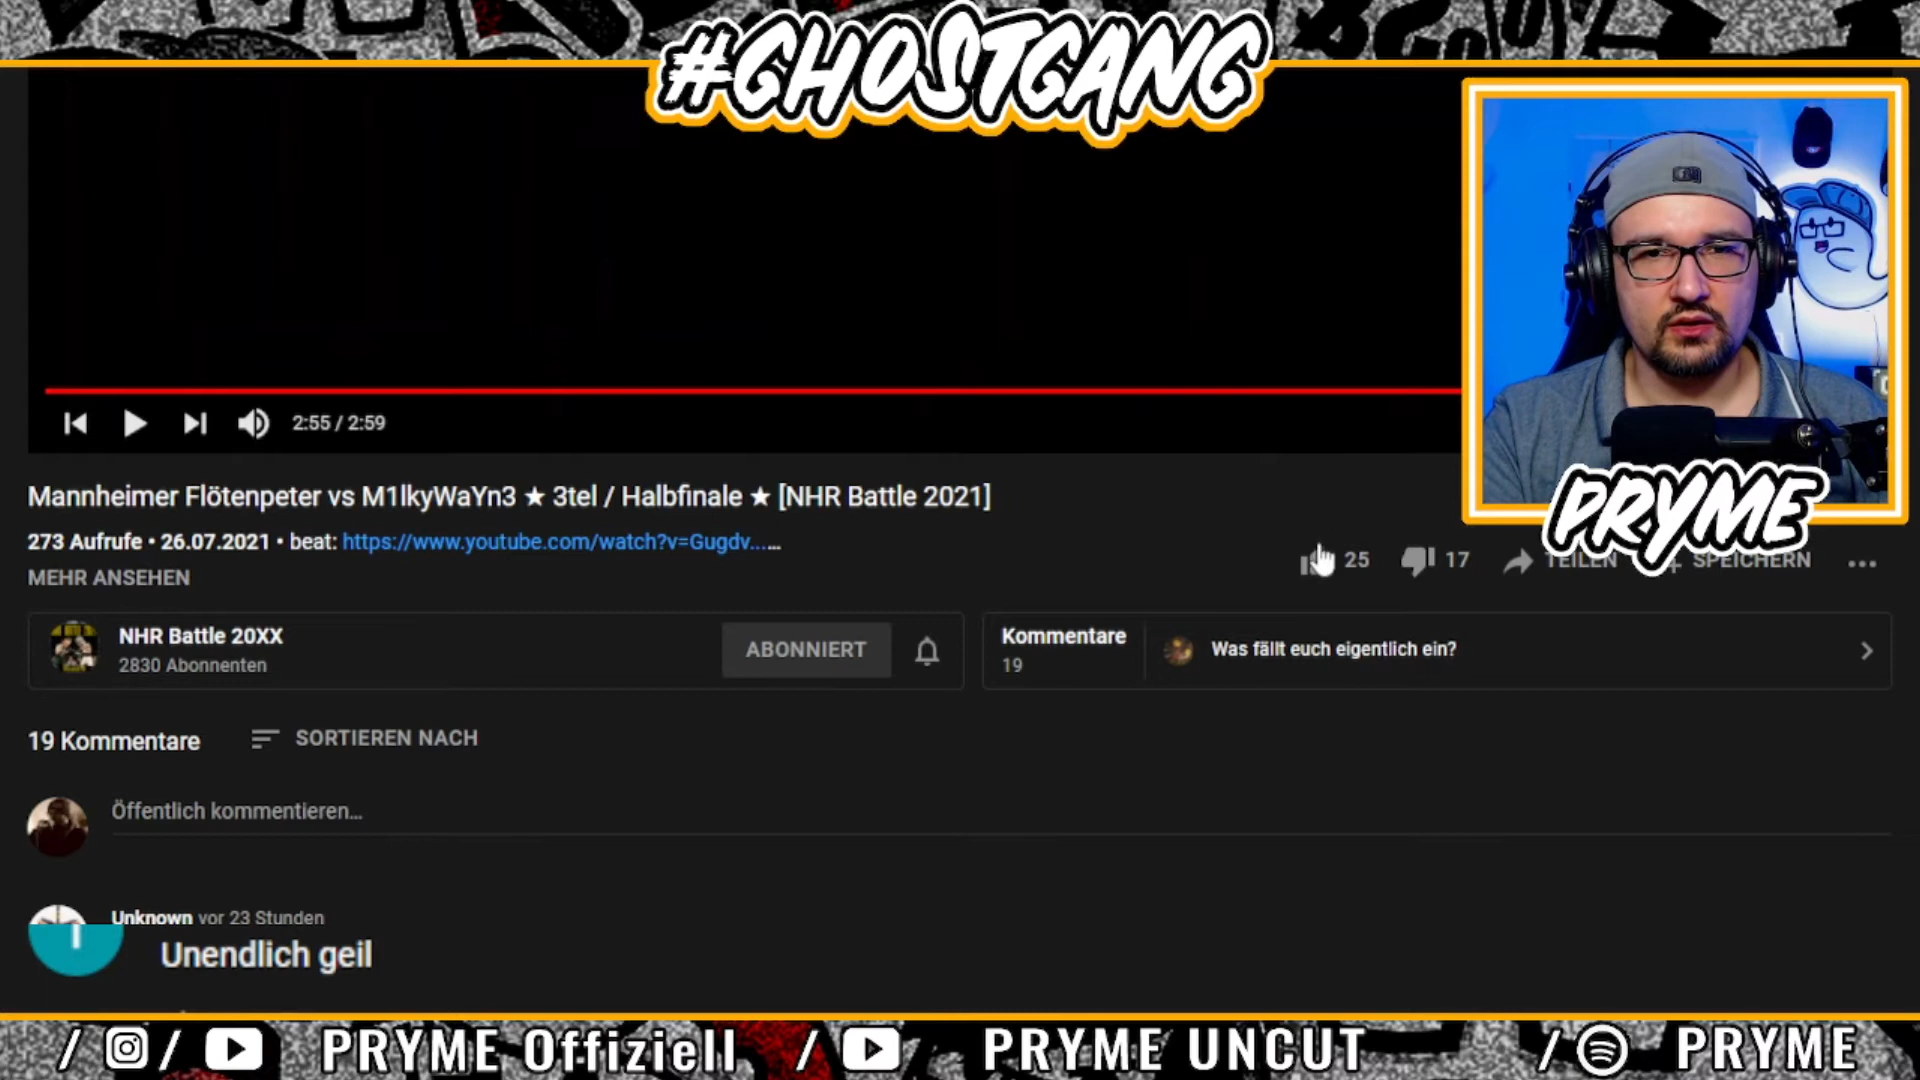 #GHOSTGANG
2:55 / 2:59
PRYME
Mannheimer Flötenpeter vs M1lkyWaYn3 ★ 3tel / Halbfinale ★ [NHR Battle 2021]
273 Aufrufe • 26.07.2021 • beat: https://www.youtube.com/watch?v=Gugdv...…
25 17 TEILEN SPEICHERN
MEHR ANSEHEN
NHR Battle 20XX
2830 Abonnenten
ABONNIERT
Kommentare
19
Was fällt euch eigentlich ein?
19 Kommentare SORTIEREN NACH
Öffentlich kommentieren...
Unknown vor 23 Stunden
Unendlich geil
/ / PRYME Offiziell / PRYME UNCUT / PRYME